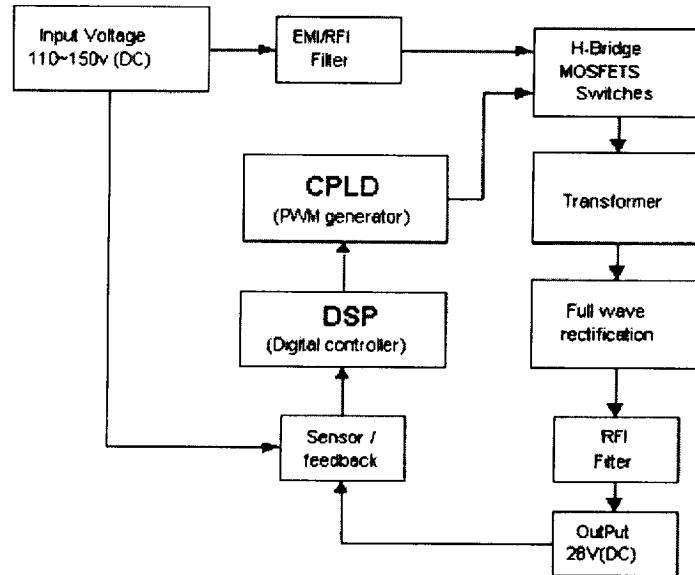 Input Voltage
110~150v (DC)
EMI/RFI
Filter
H-Bridge
MOSFETS
Switches
CPLD
(PWM generator)
Transformer
DSP
(Digital controller)
Full wave
rectification
Sensor /
feedback
RFI
Filter
OutPut
28V(DC)